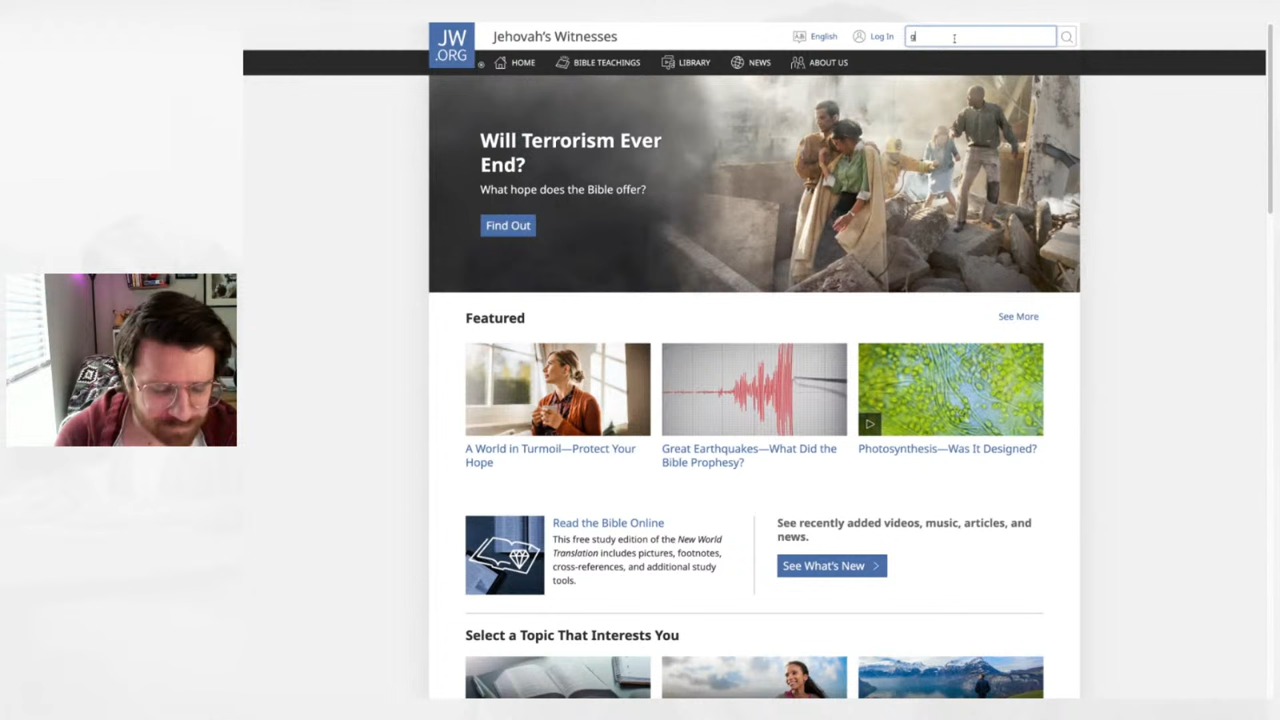 JW
.ORG
Jehovah's Witnesses
English
Log In
g
HOME
BIBLE TEACHINGS
LIBRARY
NEWS
ABOUT US
Will Terrorism Ever
End?
What hope does the Bible offer?
Find Out
Featured
See More
A World in Turmoil—Protect Your
Hope
Great Earthquakes—What Did the
Bible Prophesy?
Photosynthesis—Was It Designed?
Read the Bible Online
This free study edition of the New World
Translation includes pictures, footnotes,
cross-references, and additional study
tools.
See recently added videos, music, articles, and
news.
See What's New
Select a Topic That Interests You